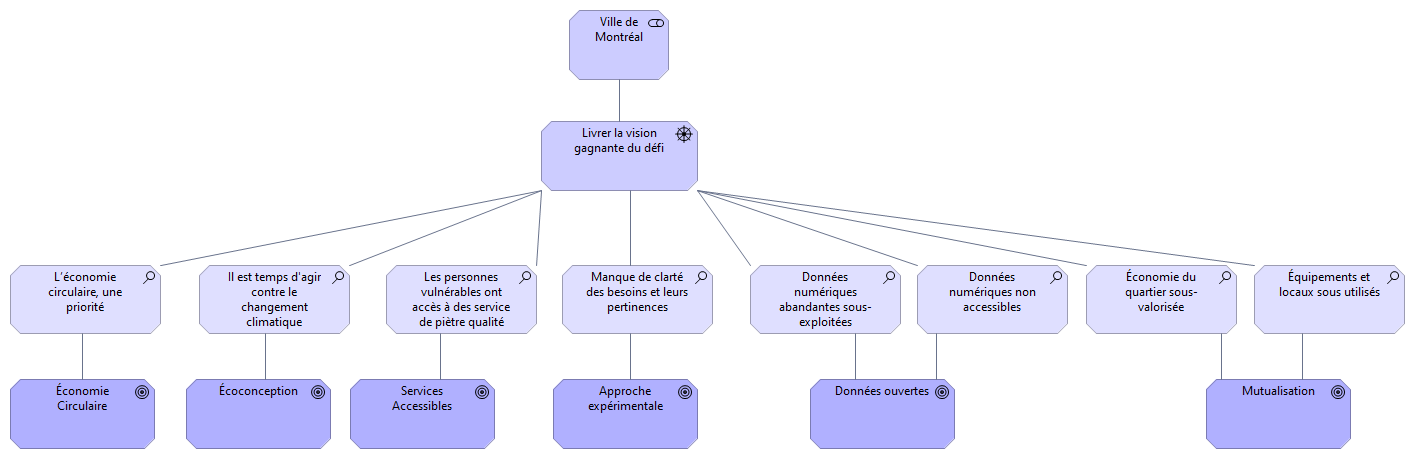 Ville de
Montréal
Livrer la vision
gagnante du défi
L'économie
circulaire, une
priorité
Il est temps d'agir
contre le
changement
climatique
Les personnes
vulnérables ont
accès à des service
de piètre qualité
Manque de clarté
des besoins et leurs
pertinences
Données
numériques
abandantes sous-
exploitées
Données
numériques non
accessibles
Économie du
quartier sous-
valorisée
Équipements et
locaux sous utilisés
Économie
Circulaire
Écoconception
Services
Accessibles
Approche
expérimentale
Données ouvertes
Mutualisation